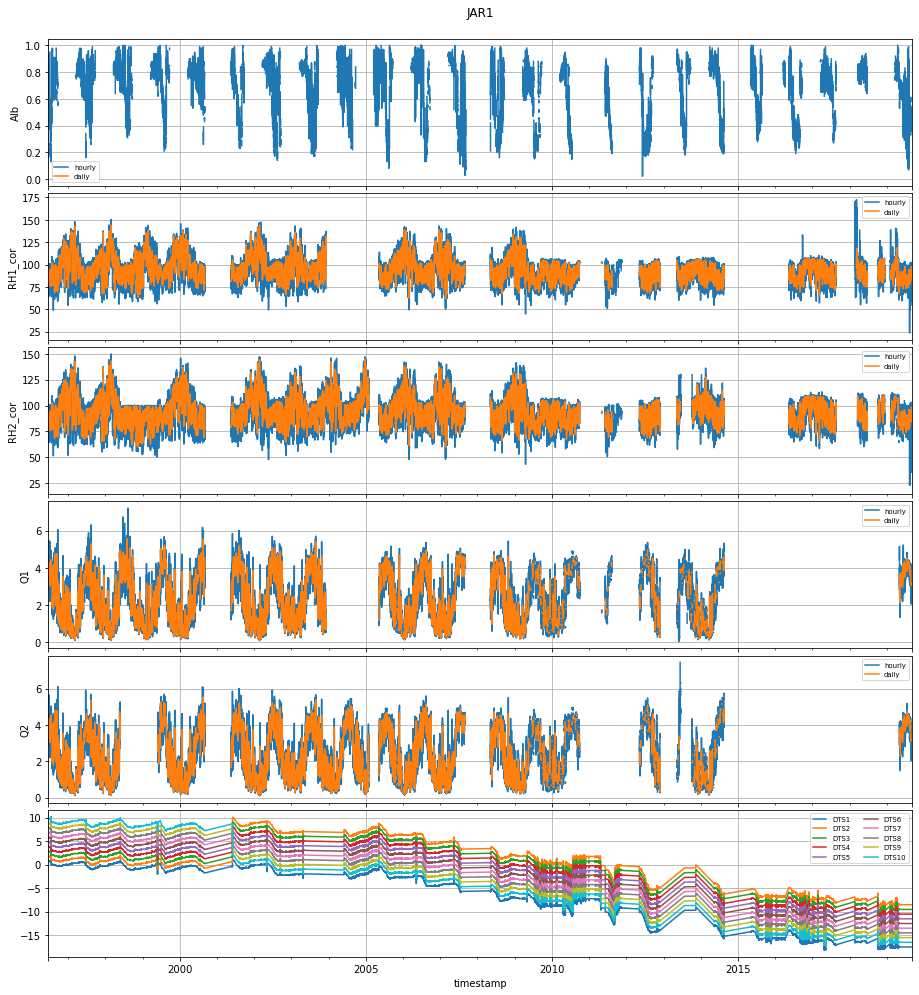 JAR1
1.0
0.8
0.6
0.4
0.2
0.0
Alb
hourly
daily
175
150
125
100
75
50
25
RH1_cor
hourly
daily
150
125
100
75
50
25
RH2_cor
hourly
daily
6
4
2
0
Q1
hourly
daily
6
4
2
0
Q2
hourly
daily
10
5
0
−5
−10
−15
DTS1 DTS6
DTS2 DTS7
DTS3 DTS8
DTS4 DTS9
DTS5 DTS10
2000 2005 2010 2015
timestamp